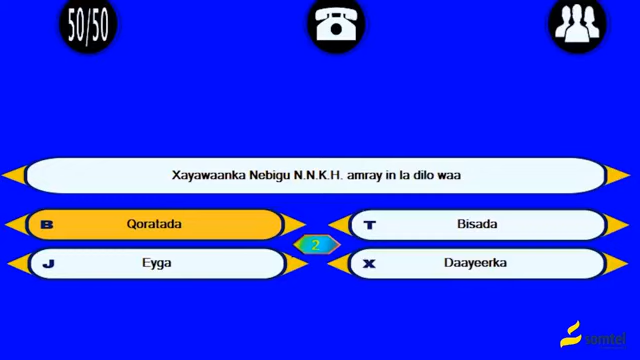 50/50
Xayawaanka Nebigu N.N.K.H. amray in la dilo waa
B Qoratada
T Bisada
2
J Eyga
X Daayeerka
somtel